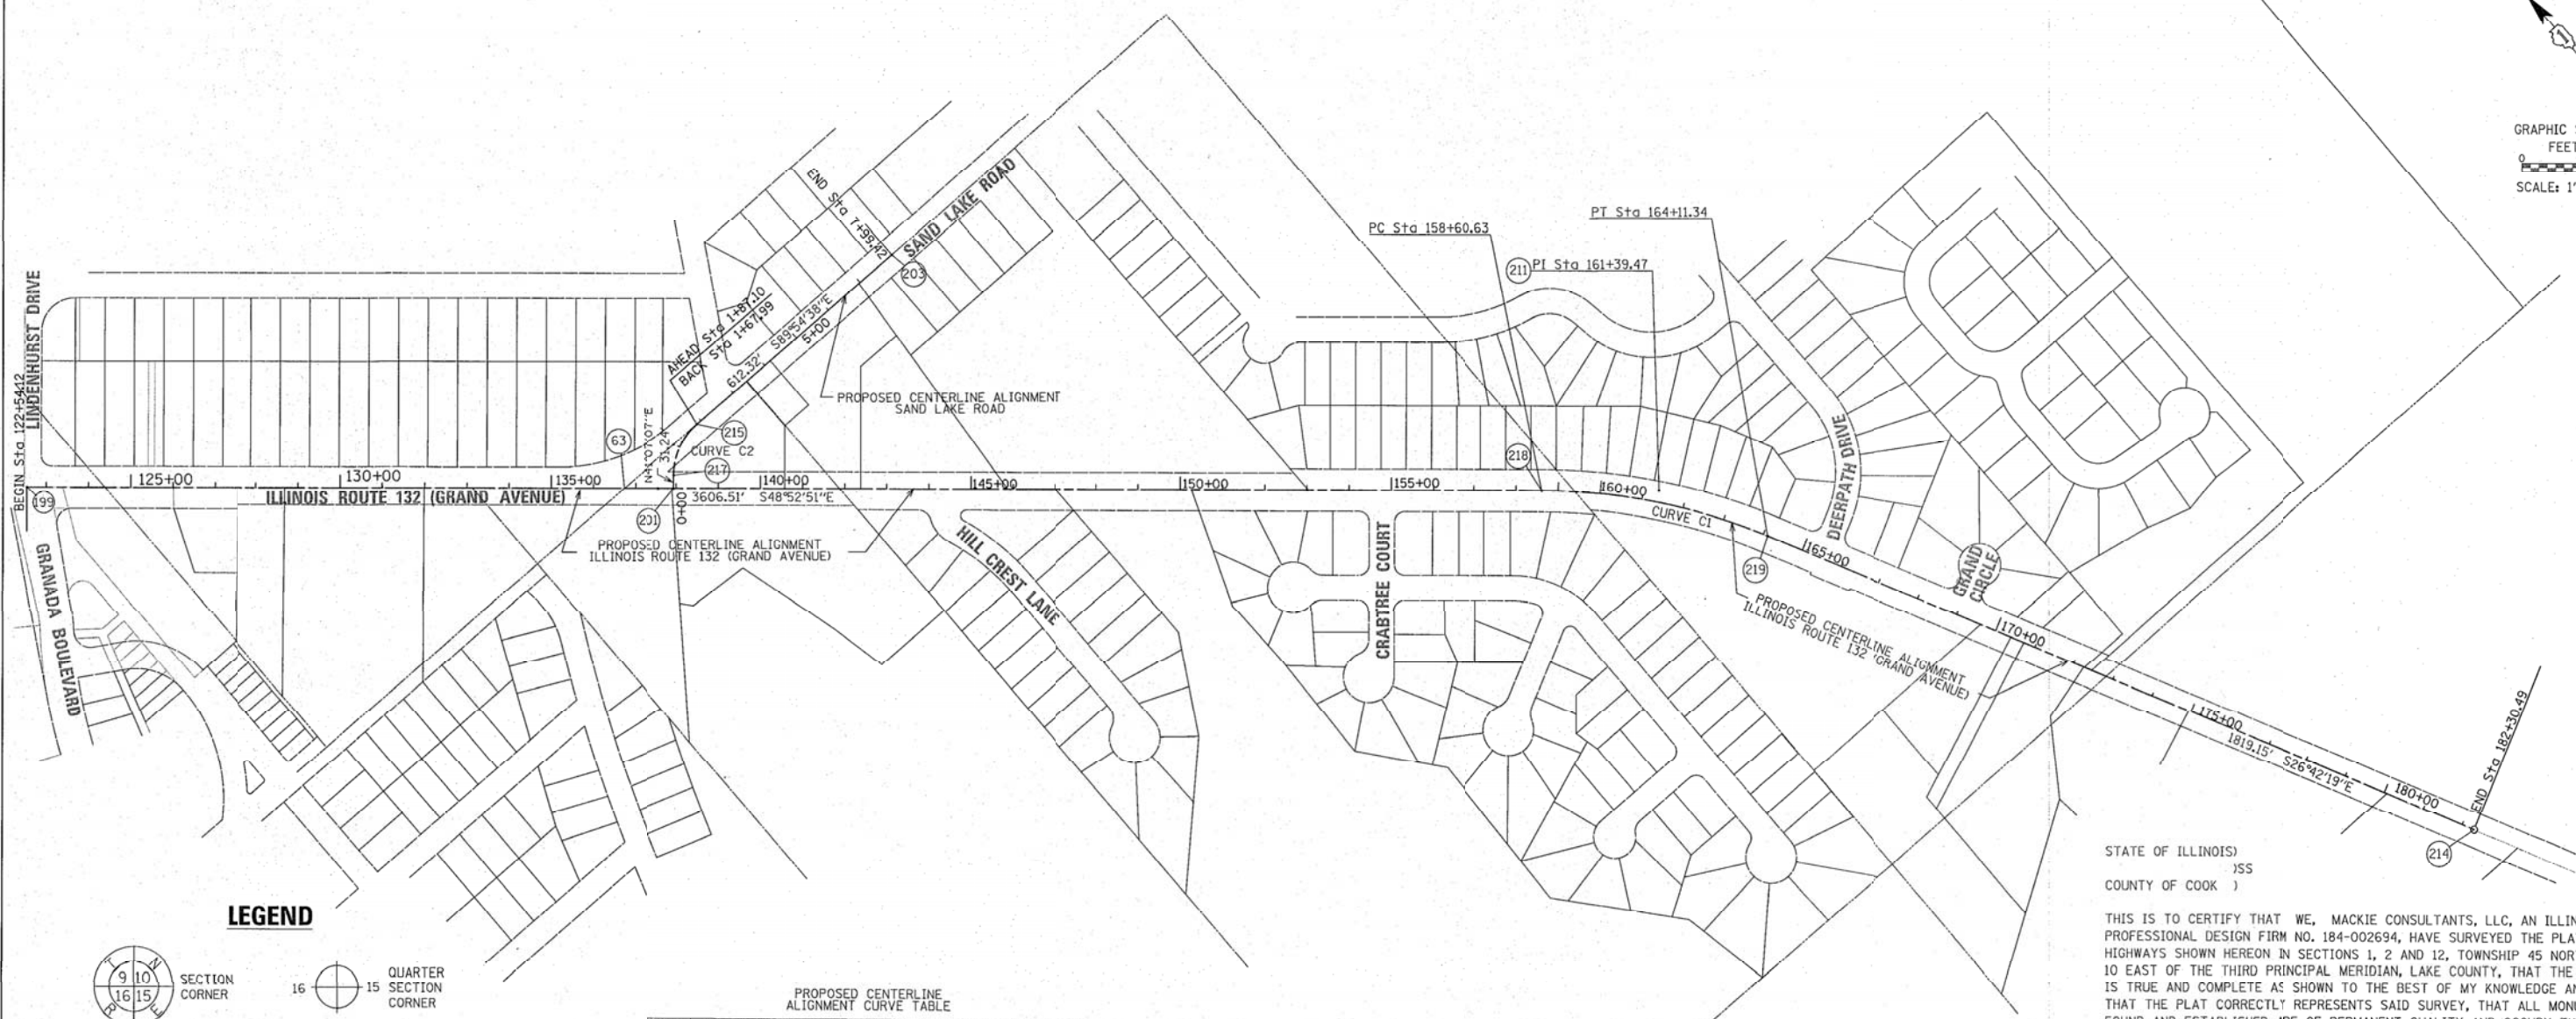 GRAPHIC
FEET
0
SCALE: 1"
END Sta 7+99.42
SAND LAKE ROAD
203
PC Sta 158+60.63
PT Sta 164+11.34
211
PI Sta 161+39.47
LINDENHURST DRIVE
BEGIN Sta 122+54.12
AHEAD Sta 1+87.10
BACK Sta 1+67.99
612.32'
S89°54'38"E
5+00
PROPOSED CENTERLINE ALIGNMENT
SAND LAKE ROAD
63
31.24'
215
CURVE C2
217
218
DEERPATH DRIVE
125+00
130+00
135+00
140+00
145+00
150+00
155+00
160+00
199
ILLINOIS ROUTE 132 (GRAND AVENUE)
201
0+00
3606.51' S48°52'51"E
CURVE C1
165+00
219
PROPOSED CENTERLINE ALIGNMENT
ILLINOIS ROUTE 132 (GRAND AVENUE)
GRANADA BOULEVARD
HILL CREST LANE
CRABTREE COURT
GRAND
CIRCLE
PROPOSED CENTERLINE ALIGNMENT
ILLINOIS ROUTE 132 (GRAND AVENUE)
170+00
175+00
1819.15'
S26°42'19"E
180+00
END Sta 182+30.49
214
STATE OF ILLINOIS)
)SS
COUNTY OF COOK )
THIS IS TO CERTIFY THAT WE, MACKIE CONSULTANTS, LLC, AN ILLIN
PROFESSIONAL DESIGN FIRM NO. 184-002694, HAVE SURVEYED THE PLA
HIGHWAYS SHOWN HEREON IN SECTIONS 1, 2 AND 12, TOWNSHIP 45 NOR
10 EAST OF THE THIRD PRINCIPAL MERIDIAN, LAKE COUNTY, THAT THE
IS TRUE AND COMPLETE AS SHOWN TO THE BEST OF MY KNOWLEDGE A
THAT THE PLAT CORRECTLY REPRESENTS SAID SURVEY, THAT ALL MON
LEGEND
T N
9 10
16 15
R E
SECTION
CORNER
16
15
QUARTER
SECTION
CORNER
PROPOSED CENTERLINE
ALIGNMENT CURVE TABLE